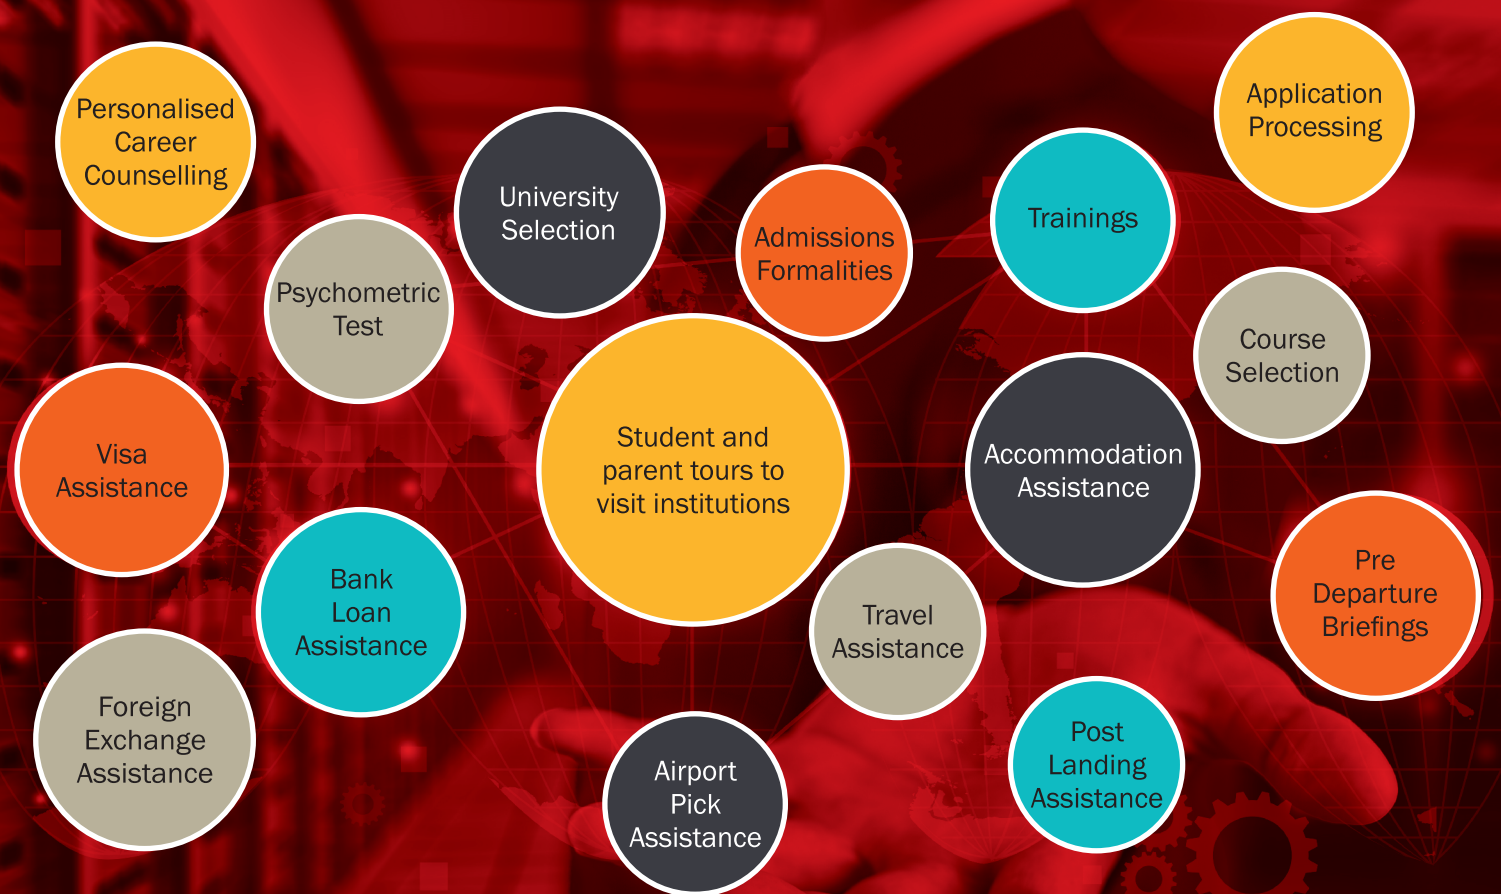 Personalised
Career
Counselling
Application
Processing
University
Selection
Admissions
Formalities
Trainings
Psychometric
Test
Course
Selection
Visa
Assistance
Student and
parent tours to
visit institutions
Accommodation
Assistance
Bank
Loan
Assistance
Travel
Assistance
Pre
Departure
Briefings
Foreign
Exchange
Assistance
Airport
Pick
Assistance
Post
Landing
Assistance